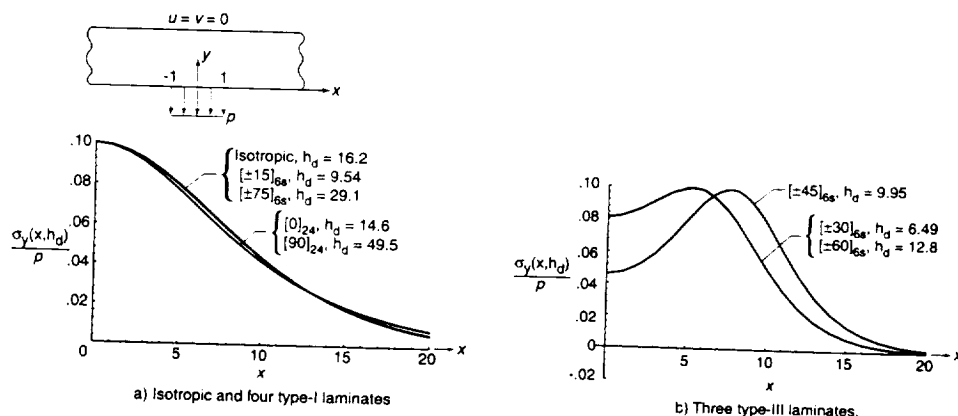 u = v = 0
y
-1 1 x
p
.10
.08
.06
.04
.02
0
σy(x,hd)
p
Isotropic, hd = 16.2
[±15]6s, hd = 9.54
[±75]6s, hd = 29.1
[0]24, hd = 14.6
[90]24, hd = 49.5
5 10 15 20 x
x
a) Isotropic and four type-I laminates
.10
.08
.06
.04
.02
0
-.02
σy(x,hd)
p
[±45]6s, hd = 9.95
[±30]6s, hd = 6.49
[±60]6s, hd = 12.8
5 10 15 20 x
x
b) Three type-III laminates.